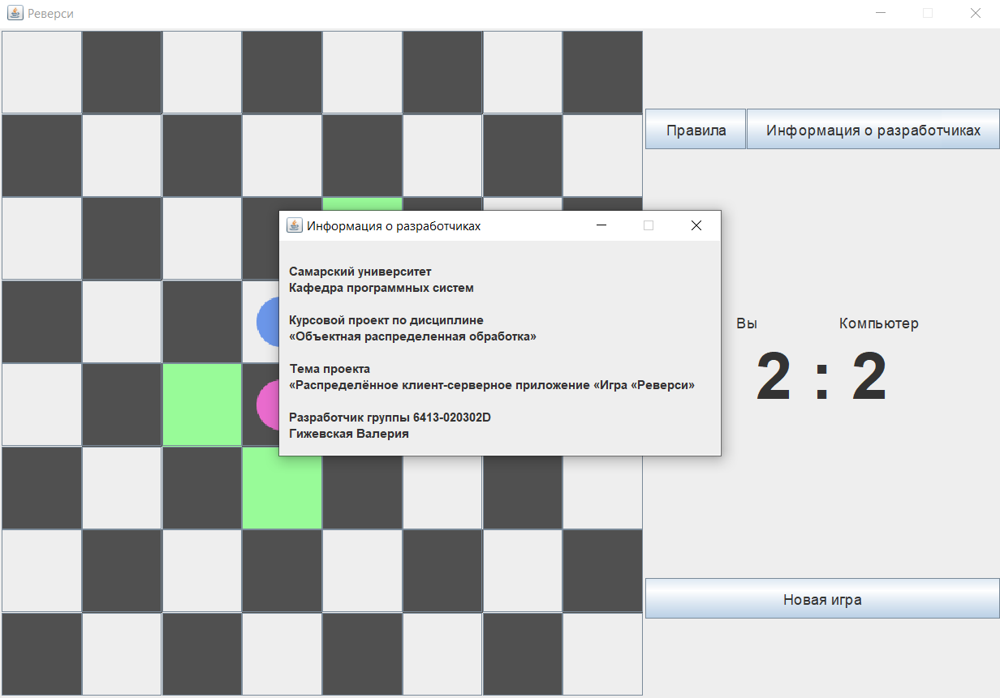 Реверси
Правила
Информация о разработчиках
Информация о разработчиках
Самарский университет
Кафедра программных систем
Курсовой проект по дисциплине
«Объектная распределенная обработка»
Тема проекта
«Распределённое клиент-серверное приложение «Игра «Реверси»
Разработчик группы 6413-020302D
Гижевская Валерия
Вы
Компьютер
2 : 2
Новая игра